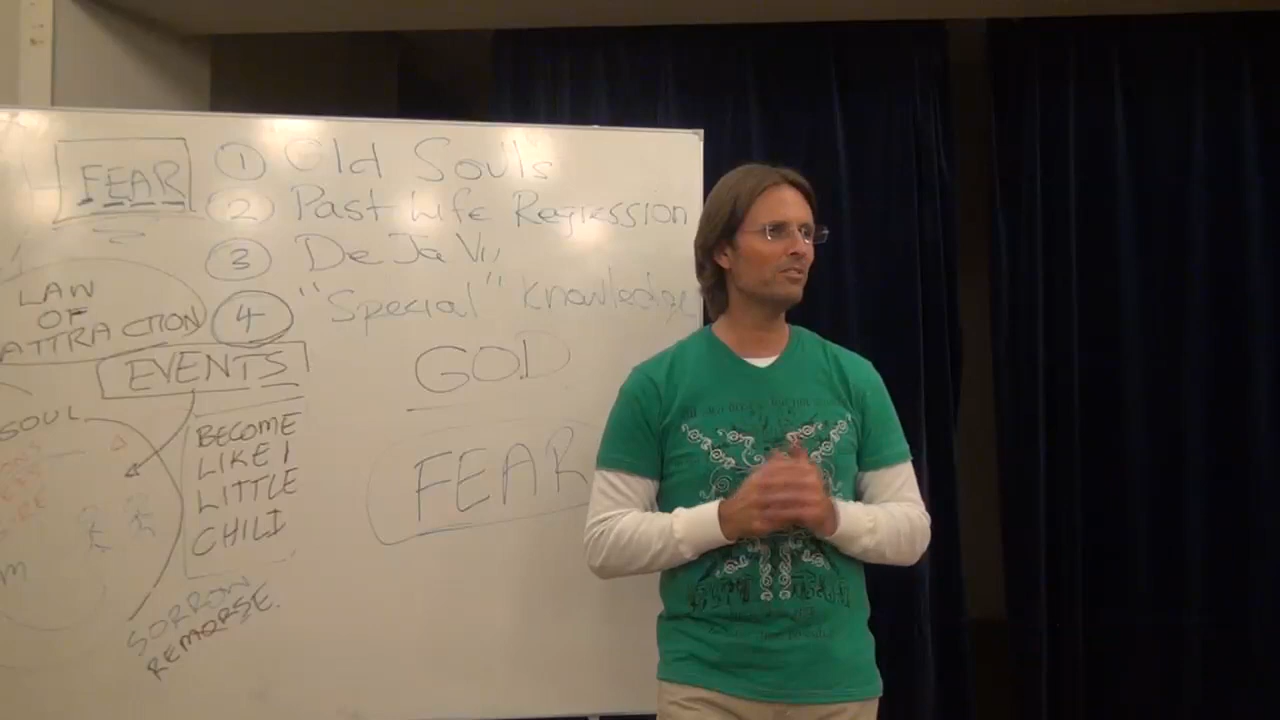 FEAR
① Old Souls
② Past Life Regression
③ De Ja Vu
④ "Special" knowledge
LAW
OF
ATTRACTION
EVENTS
GOD
SOUL
BECOME
LIKE 1
LITTLE
CHILI
FEAR
SORROW
REMORSE.